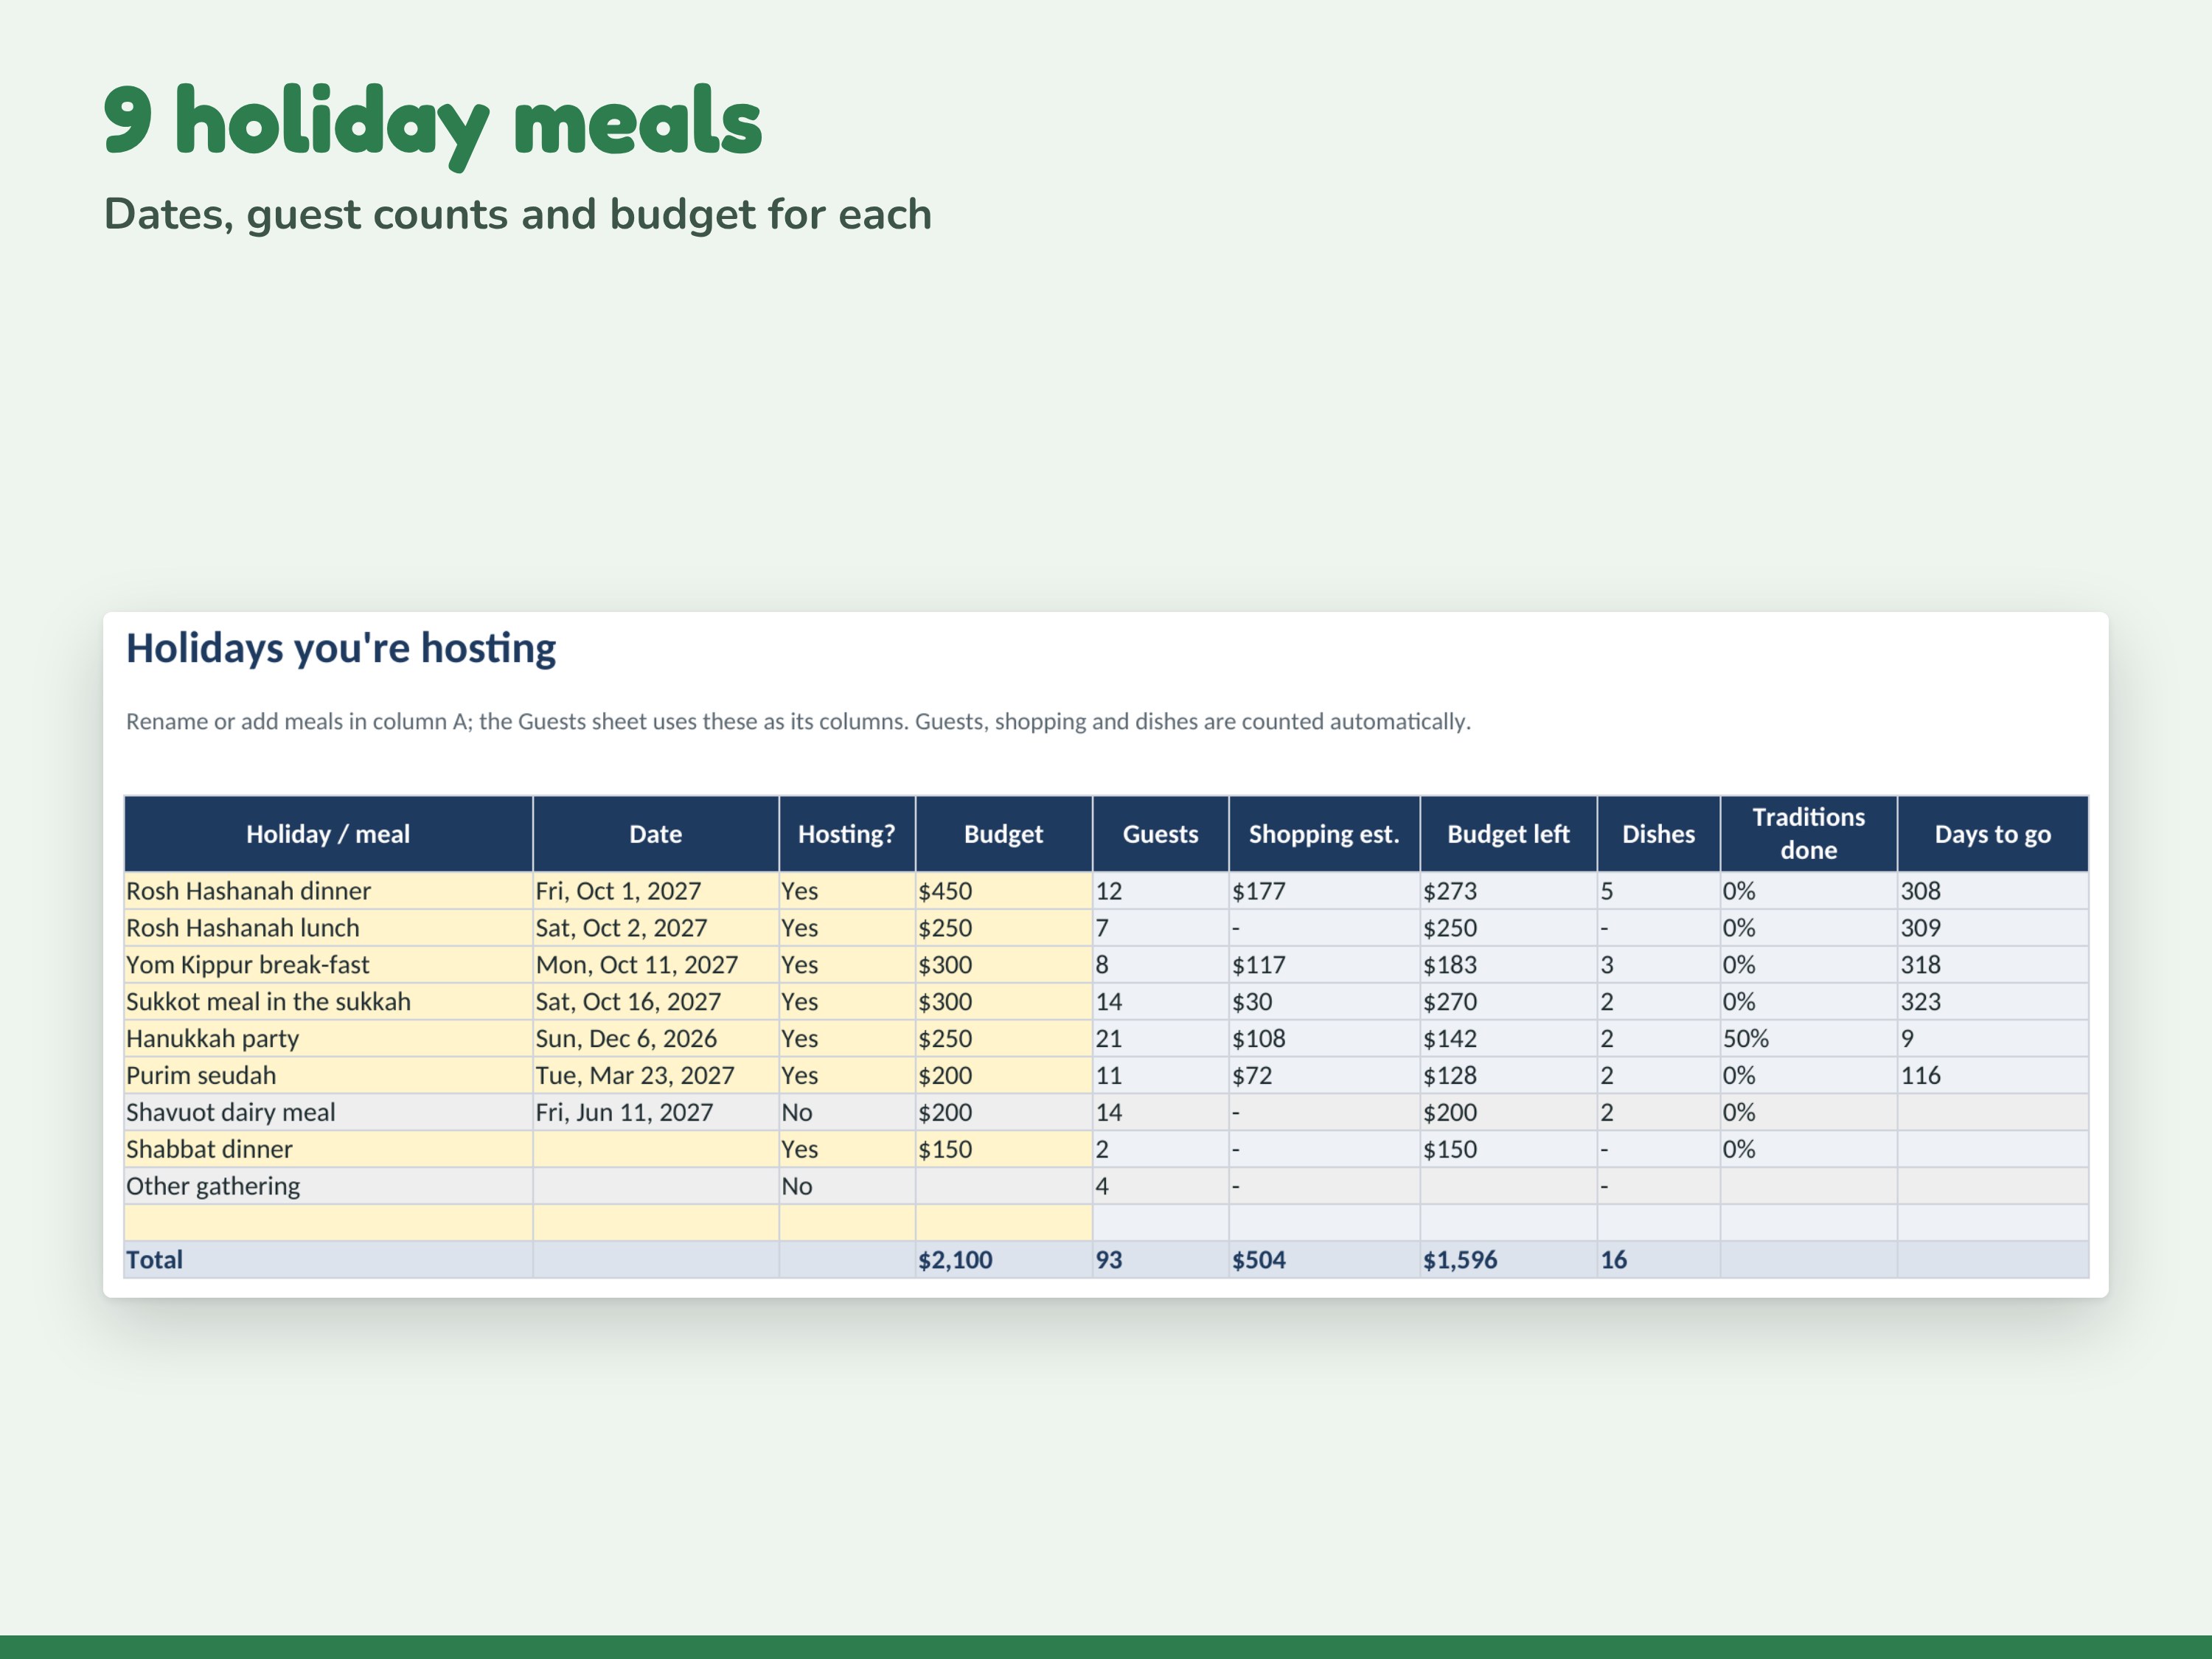 9 holiday meals
Dates, guest counts and budget for each
Holidays you're hosting
Rename or add meals in column A; the Guests sheet uses these as its columns. Guests, shopping and dishes are counted automatically.
Holiday / meal Date Hosting? Budget Guests Shopping est. Budget left Dishes Traditions done Days to go
Rosh Hashanah dinner Fri, Oct 1, 2027 Yes $450 12 $177 $273 5 0% 308
Rosh Hashanah lunch Sat, Oct 2, 2027 Yes $250 7 - $250 - 0% 309
Yom Kippur break-fast Mon, Oct 11, 2027 Yes $300 8 $117 $183 3 0% 318
Sukkot meal in the sukkah Sat, Oct 16, 2027 Yes $300 14 $30 $270 2 0% 323
Hanukkah party Sun, Dec 6, 2026 Yes $250 21 $108 $142 2 50% 9
Purim seudah Tue, Mar 23, 2027 Yes $200 11 $72 $128 2 0% 116
Shavuot dairy meal Fri, Jun 11, 2027 No $200 14 - $200 2 0%
Shabbat dinner Yes $150 2 - $150 - 0%
Other gathering No 4 - -
Total $2,100 93 $504 $1,596 16